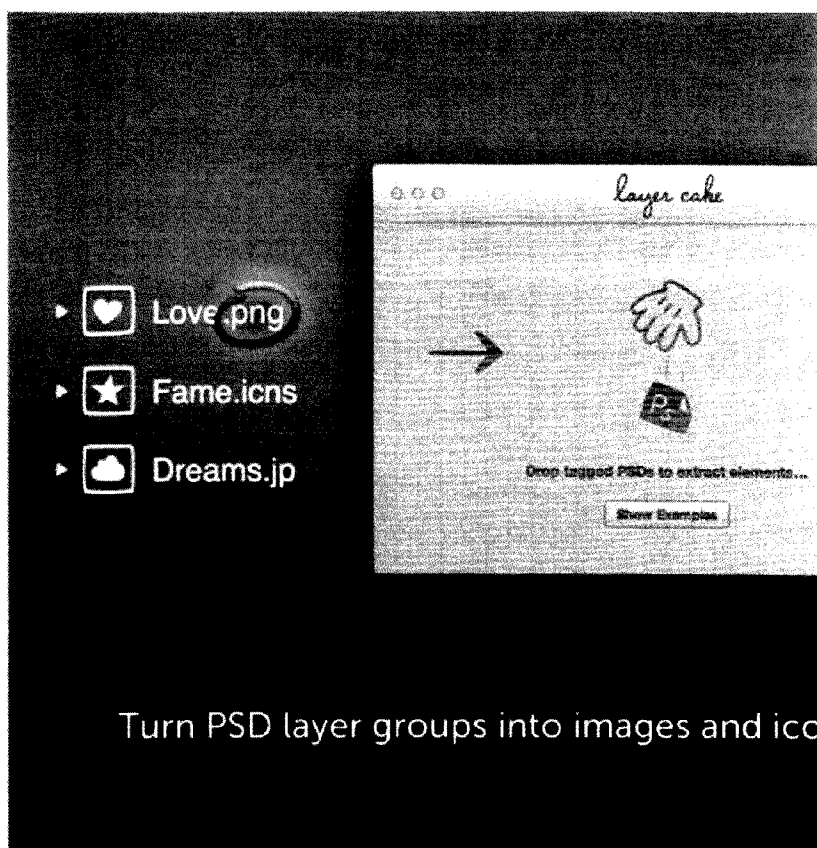 layer cake
Love.png
Fame.icns
Dreams.jp
Drop tagged PSDs to extract elements...
Show Examples
Turn PSD layer groups into images and ico